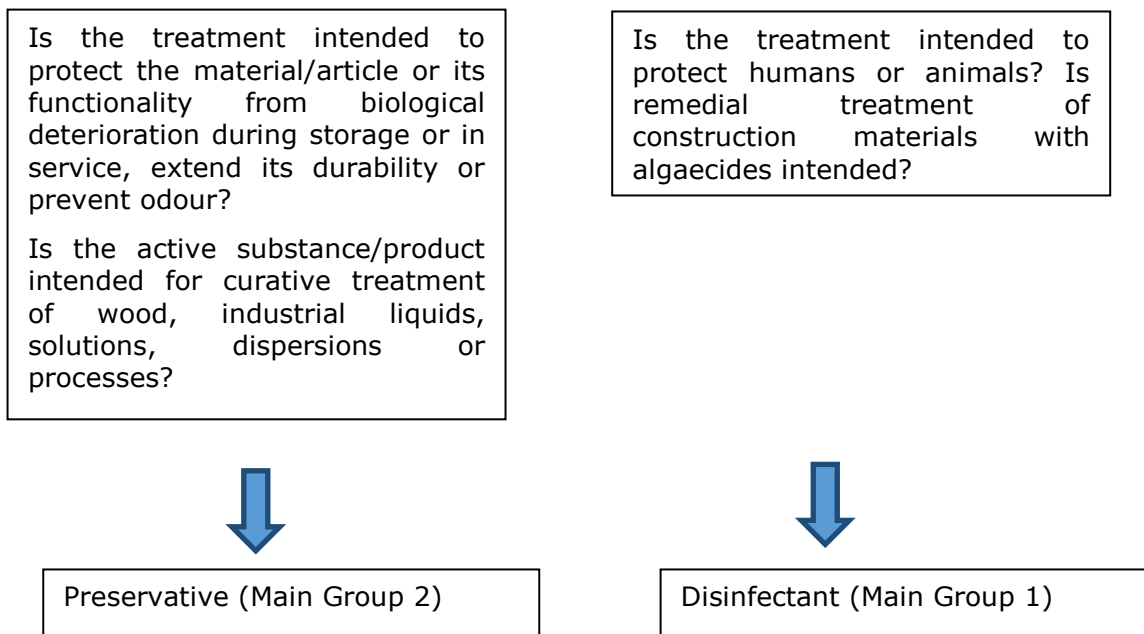 Is the treatment intended to
protect the material/article or its
functionality from biological
deterioration during storage or in
service, extend its durability or
prevent odour?
Is the active substance/product
intended for curative treatment
of wood, industrial liquids,
solutions, dispersions or
processes?
Is the treatment intended to
protect humans or animals? Is
remedial treatment of
construction materials with
algaecides intended?
Preservative (Main Group 2)
Disinfectant (Main Group 1)